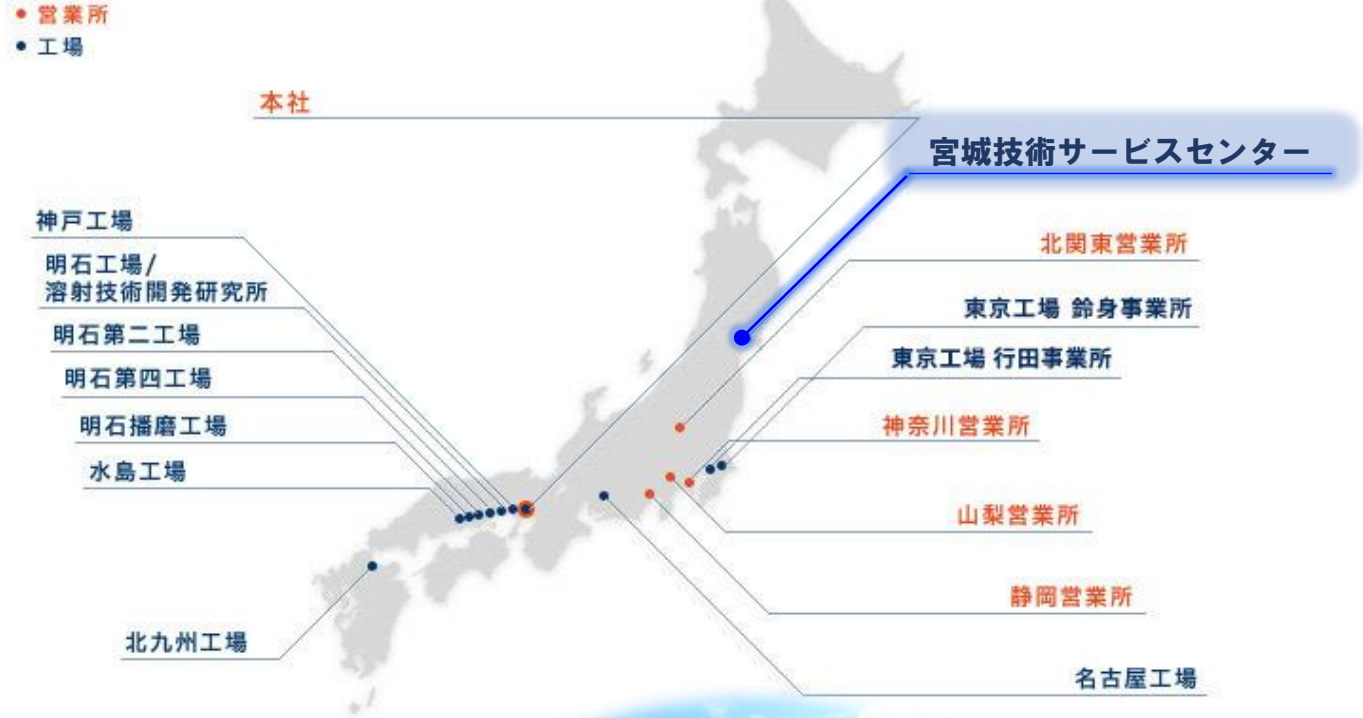 営業所
工場
本社
宮城技術サービスセンター
神戸工場
明石工場/
溶射技術開発研究所
明石第二工場
明石第四工場
明石播磨工場
水島工場
北九州工場
北関東営業所
東京工場 鈴身事業所
東京工場 行田事業所
神奈川営業所
山梨営業所
静岡営業所
名古屋工場